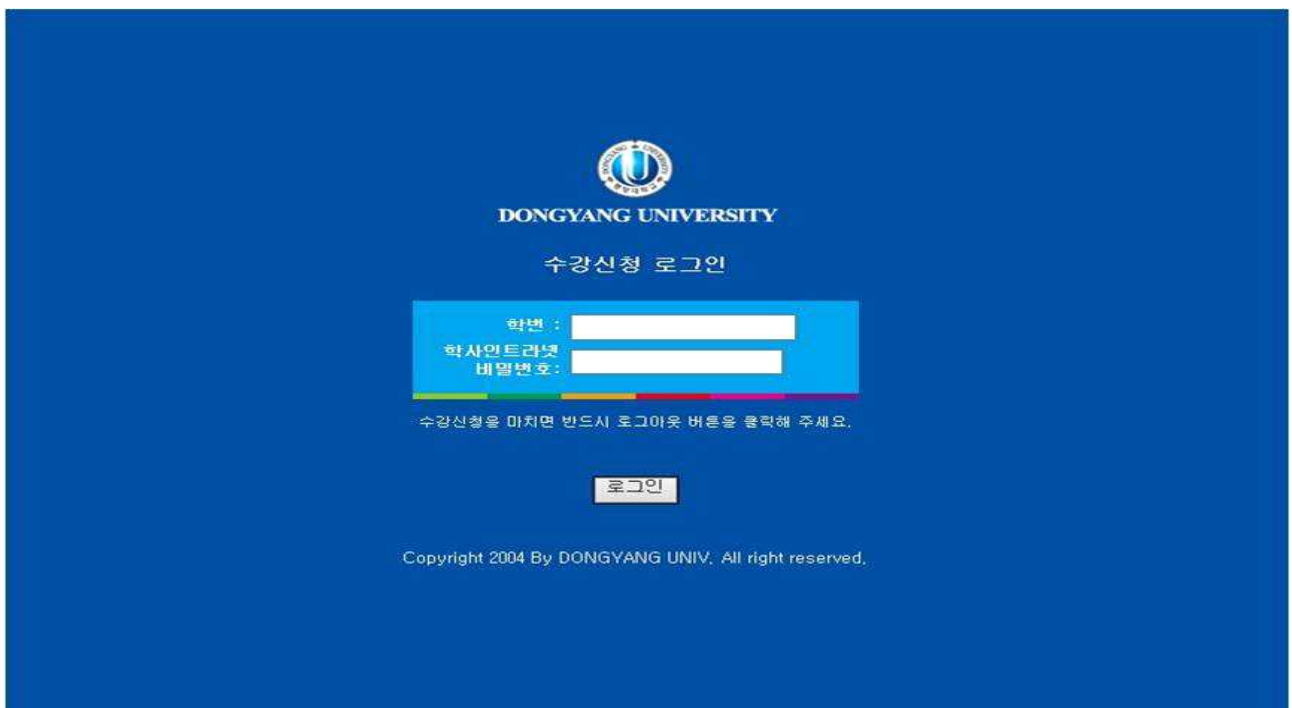 DONGYANG UNIVERSITY
수강신청 로그인
학번 :
학사인트라넷
비밀번호:
수강신청을 마치면 반드시 로그아웃 버튼을 클릭해 주세요.
로그인
Copyright 2004 By DONGYANG UNIV. All right reserved.